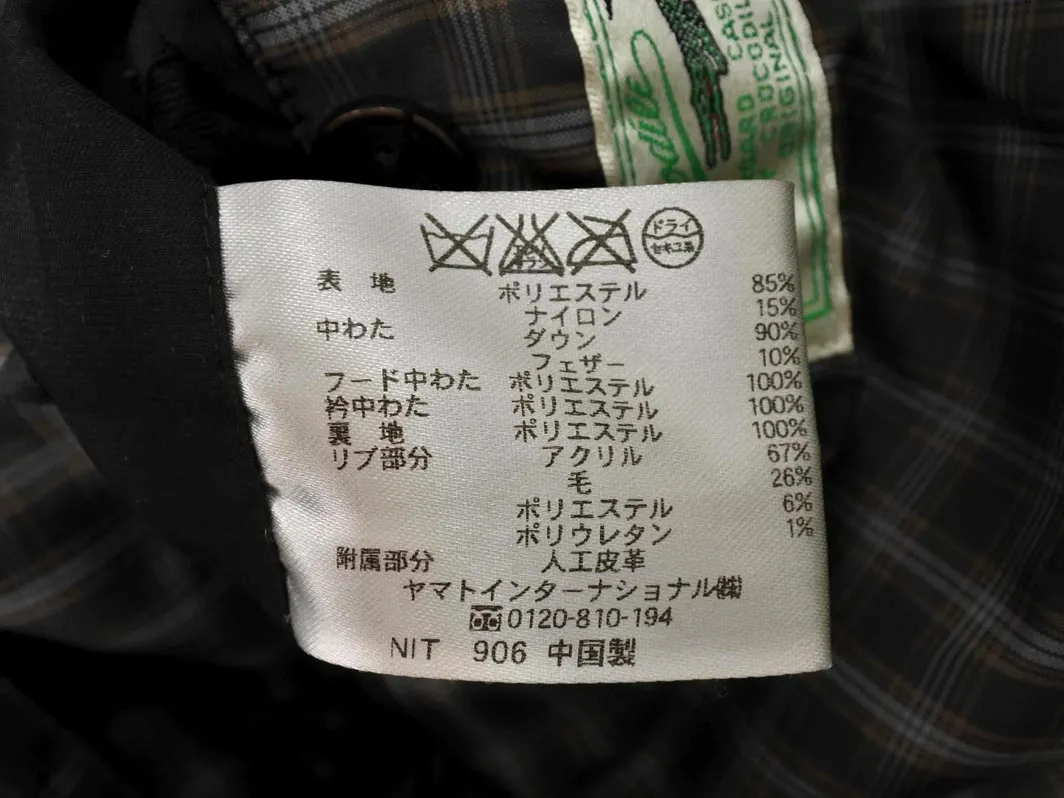 CROCODILE
ORIGINAL
ドライ
セキユ系
表 地 ポリエステル 85%
ナイロン 15%
中わた ダウン 90%
フェザー 10%
フード中わた ポリエステル 100%
衿中わた ポリエステル 100%
裏 地 ポリエステル 100%
リブ部分 アクリル 67%
毛 26%
ポリエステル 6%
ポリウレタン 1%
附属部分 人工皮革
ヤマトインターナショナル㈱
0120-810-194
NIT 906 中国製